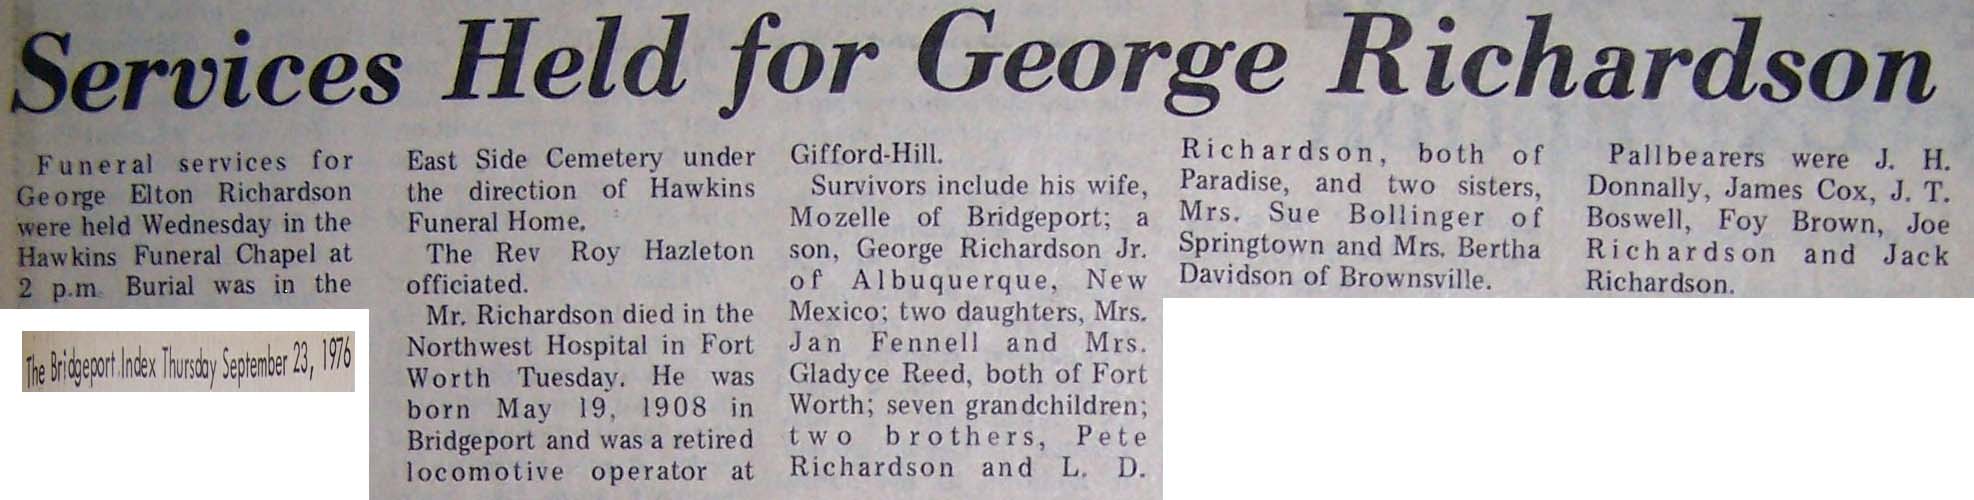 Services Held for George Richardson
Funeral services for
George Elton Richardson
were held Wednesday in the
Hawkins Funeral Chapel at
2 p.m. Burial was in the
East Side Cemetery under
the direction of Hawkins
Funeral Home.
The Rev Roy Hazleton
officiated.
Mr. Richardson died in the
Northwest Hospital in Fort
Worth Tuesday. He was
born May 19, 1908 in
Bridgeport and was a retired
locomotive operator at
Gifford-Hill.
Survivors include his wife,
Mozelle of Bridgeport; a
son, George Richardson Jr.
of Albuquerque, New
Mexico; two daughters, Mrs.
Jan Fennell and Mrs.
Gladyce Reed, both of Fort
Worth; seven grandchildren;
two brothers, Pete
Richardson and L. D.
Richardson, both of
Paradise, and two sisters,
Mrs. Sue Bollinger of
Springtown and Mrs. Bertha
Davidson of Brownsville.
Pallbearers were J. H.
Donnally, James Cox, J. T.
Boswell, Foy Brown, Joe
Richardson and Jack
Richardson.
The Bridgeport Index Thursday September 23, 1976